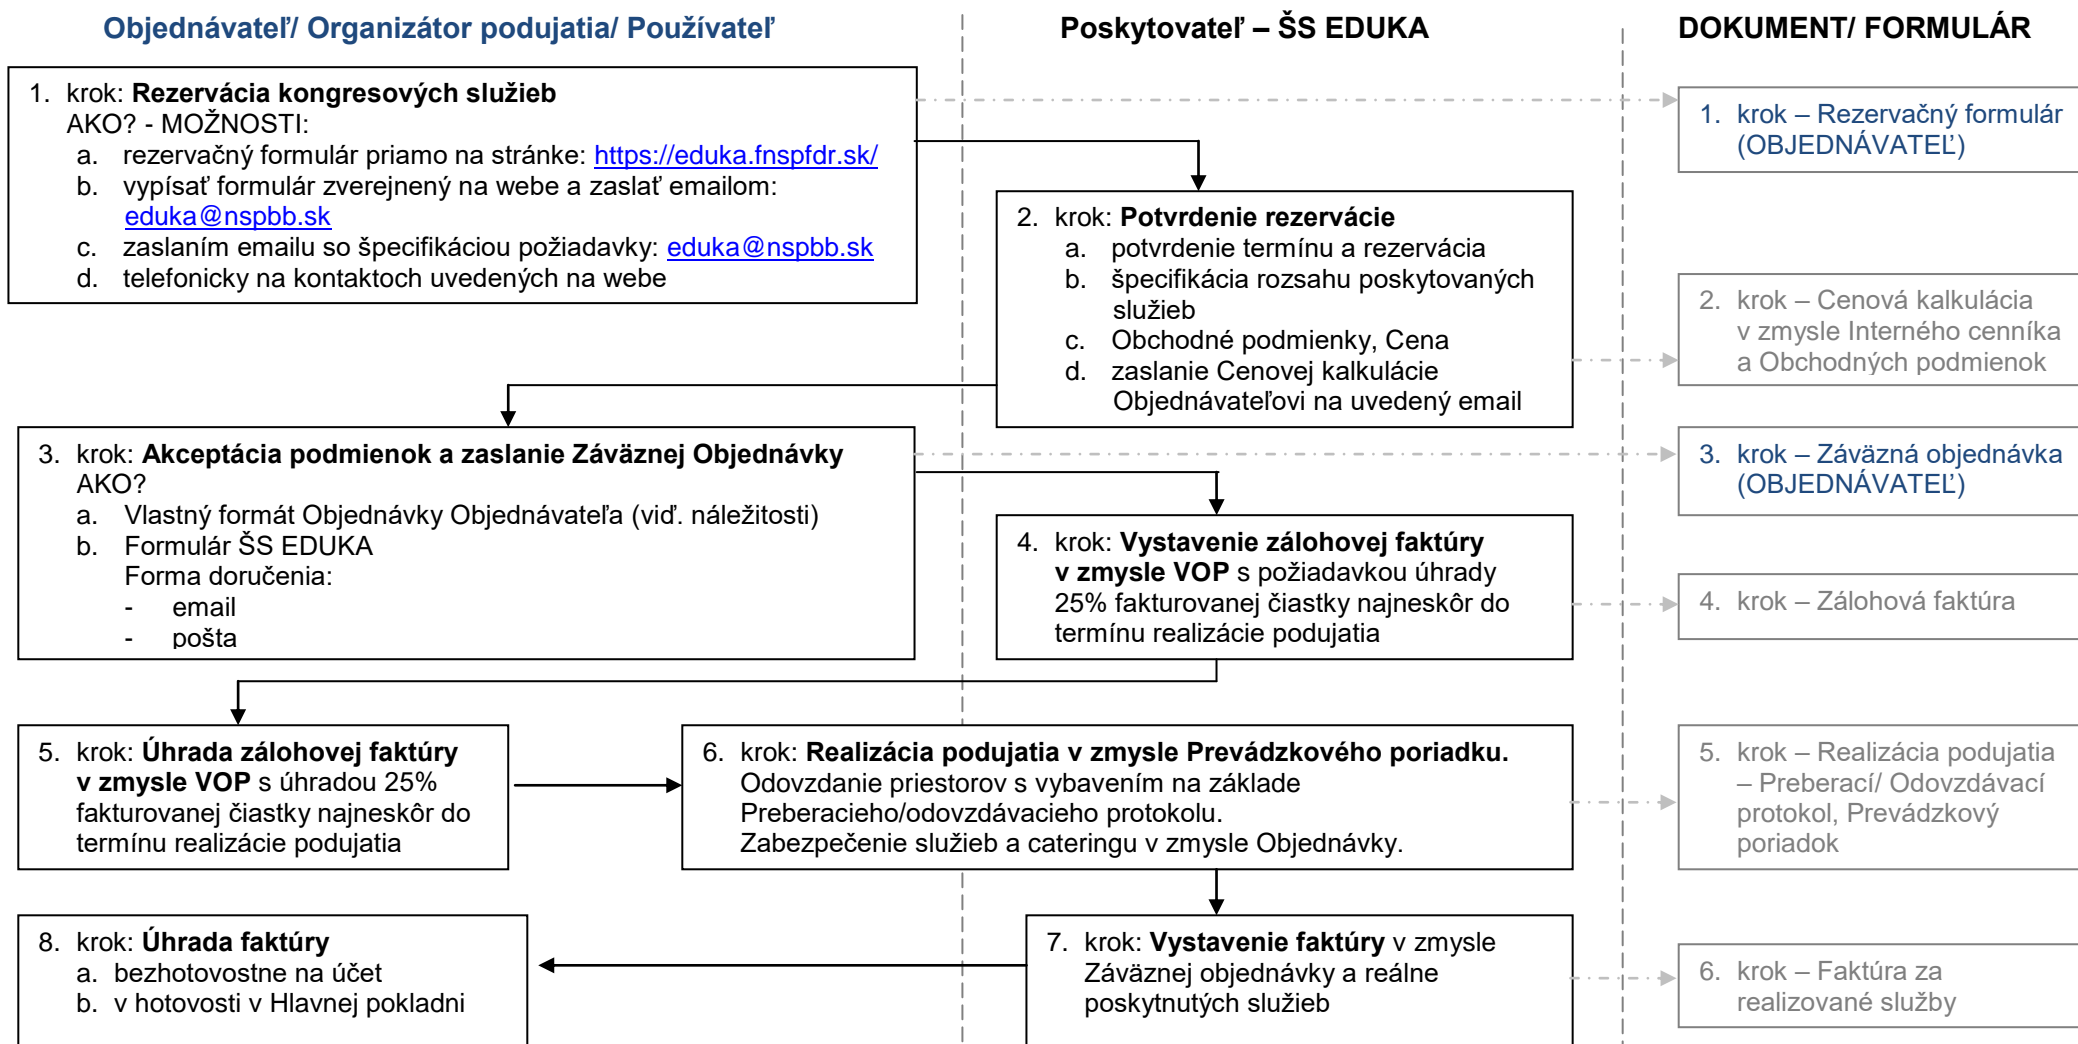 Objednávateľ/ Organizátor podujatia/ Používateľ
Poskytovateľ – ŠS EDUKA
DOKUMENT/ FORMULÁR
1. krok: Rezervácia kongresových služieb
AKO? - MOŽNOSTI:
a. rezervačný formulár priamo na stránke: https://eduka.fnspfdr.sk/
b. vypísať formulár zverejnený na webe a zaslať emailom:
eduka@nspbb.sk
c. zaslaním emailu so špecifikáciou požiadavky: eduka@nspbb.sk
d. telefonicky na kontaktoch uvedených na webe
1. krok – Rezervačný formulár
(OBJEDNÁVATEĽ)
2. krok: Potvrdenie rezervácie
a. potvrdenie termínu a rezervácia
b. špecifikácia rozsahu poskytovaných
služieb
c. Obchodné podmienky, Cena
d. zaslanie Cenovej kalkulácie
Objednávateľovi na uvedený email
2. krok – Cenová kalkulácia
v zmysle Interného cenníka
a Obchodných podmienok
3. krok: Akceptácia podmienok a zaslanie Záväznej Objednávky
AKO?
a. Vlastný formát Objednávky Objednávateľa (viď. náležitosti)
b. Formulár ŠS EDUKA
Forma doručenia:
- email
- pošta
3. krok – Záväzná objednávka
(OBJEDNÁVATEĽ)
4. krok: Vystavenie zálohovej faktúry
v zmysle VOP s požiadavkou úhrady
25% fakturovanej čiastky najneskôr do
termínu realizácie podujatia
4. krok – Zálohová faktúra
5. krok: Úhrada zálohovej faktúry
v zmysle VOP s úhradou 25%
fakturovanej čiastky najneskôr do
termínu realizácie podujatia
6. krok: Realizácia podujatia v zmysle Prevádzkového poriadku.
Odovzdanie priestorov s vybavením na základe
Preberacieho/odovzdávacieho protokolu.
Zabezpečenie služieb a cateringu v zmysle Objednávky.
5. krok – Realizácia podujatia
– Preberací/ Odovzdávací
protokol, Prevádzkový
poriadok
8. krok: Úhrada faktúry
a. bezhotovostne na účet
b. v hotovosti v Hlavnej pokladni
7. krok: Vystavenie faktúry v zmysle
Záväznej objednávky a reálne
poskytnutých služieb
6. krok – Faktúra za
realizované služby